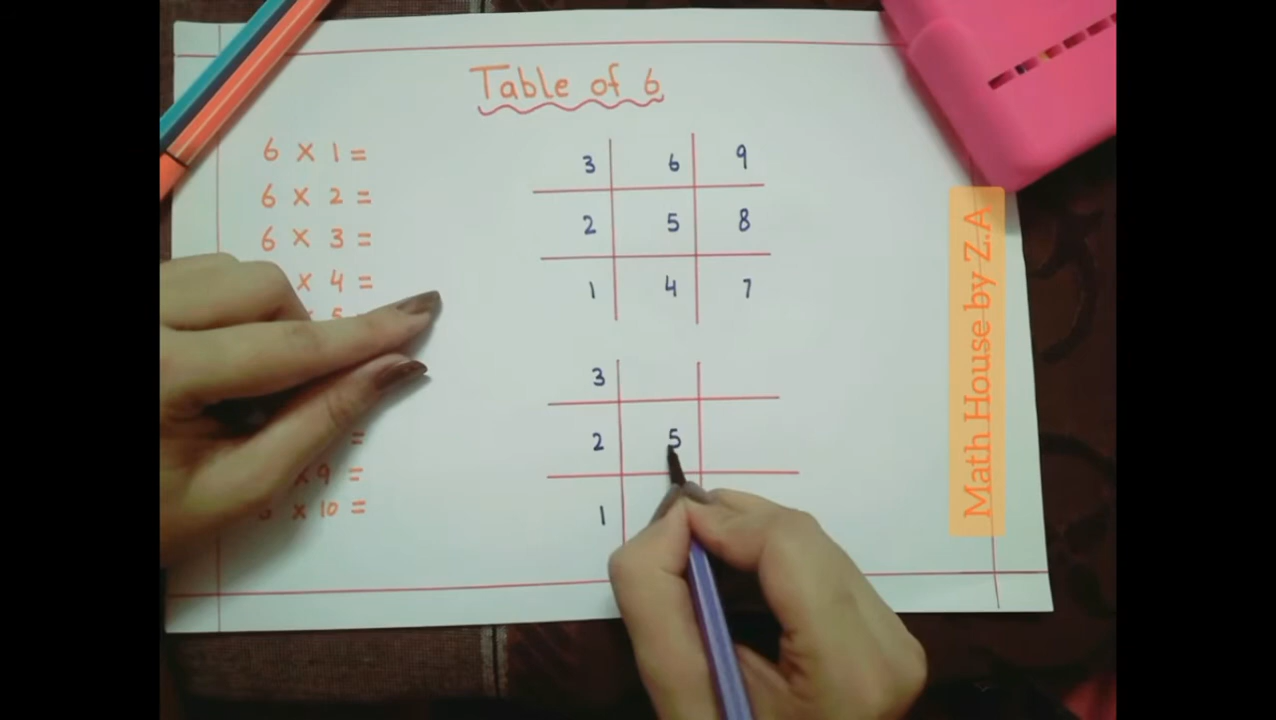 Table of 6
6 X 1 =
6 X 2 =
6 X 3 =
X 4 =
5
=
X 9 =
X 10 =
3 6 9
2 5 8
1 4 7
3
2 5
1
Math House by Z.A